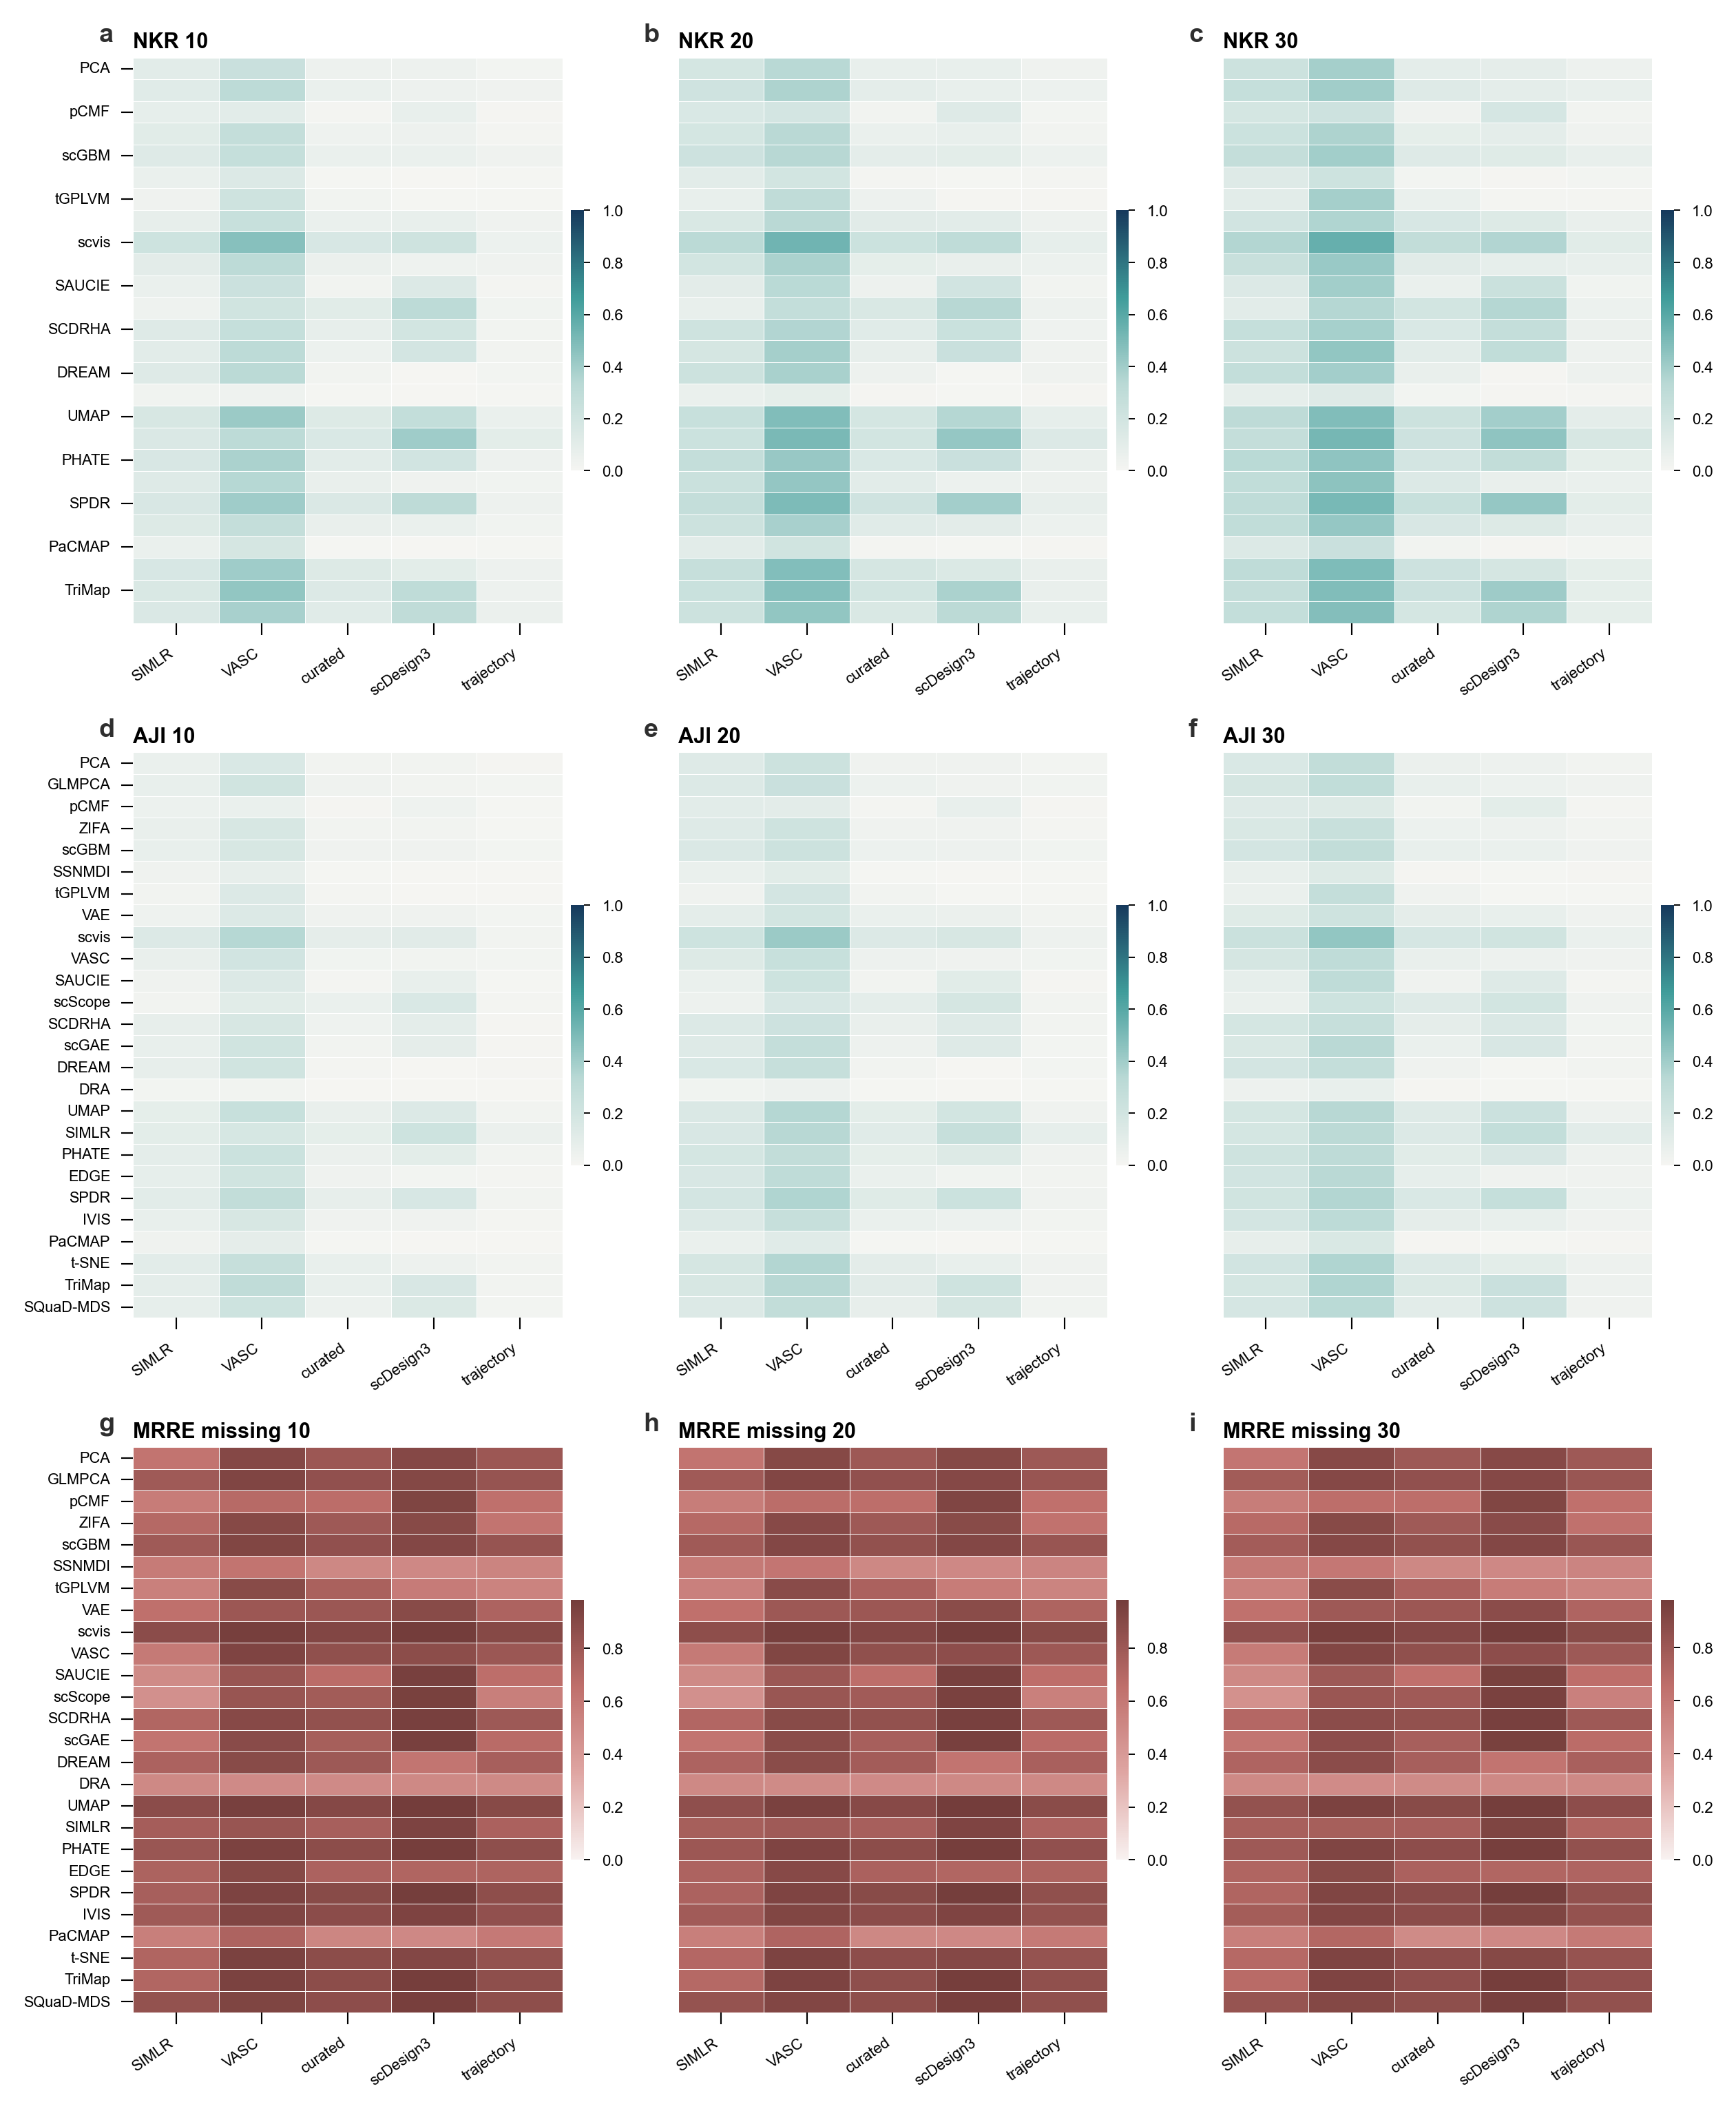 a NKR 10
b NKR 20
c NKR 30
PCA
pCMF
scGBM
tGPLVM
scvis
SAUCIE
SCDRHA
DREAM
UMAP
PHATE
SPDR
PaCMAP
TriMap
1.0
0.8
0.6
0.4
0.2
0.0
1.0
0.8
0.6
0.4
0.2
0.0
1.0
0.8
0.6
0.4
0.2
0.0
SIMLR VASC curated scDesign3 trajectory
SIMLR VASC curated scDesign3 trajectory
SIMLR VASC curated scDesign3 trajectory
d AJI 10
e AJI 20
f AJI 30
PCA
GLMPCA
pCMF
ZIFA
scGBM
SSNMDI
tGPLVM
VAE
scvis
VASC
SAUCIE
scScope
SCDRHA
scGAE
DREAM
DRA
UMAP
SIMLR
PHATE
EDGE
SPDR
IVIS
PaCMAP
t-SNE
TriMap
SQuaD-MDS
1.0
0.8
0.6
0.4
0.2
0.0
1.0
0.8
0.6
0.4
0.2
0.0
1.0
0.8
0.6
0.4
0.2
0.0
SIMLR VASC curated scDesign3 trajectory
SIMLR VASC curated scDesign3 trajectory
SIMLR VASC curated scDesign3 trajectory
g MRRE missing 10
h MRRE missing 20
i MRRE missing 30
PCA
GLMPCA
pCMF
ZIFA
scGBM
SSNMDI
tGPLVM
VAE
scvis
VASC
SAUCIE
scScope
SCDRHA
scGAE
DREAM
DRA
UMAP
SIMLR
PHATE
EDGE
SPDR
IVIS
PaCMAP
t-SNE
TriMap
SQuaD-MDS
0.8
0.6
0.4
0.2
0.0
0.8
0.6
0.4
0.2
0.0
0.8
0.6
0.4
0.2
0.0
SIMLR VASC curated scDesign3 trajectory
SIMLR VASC curated scDesign3 trajectory
SIMLR VASC curated scDesign3 trajectory